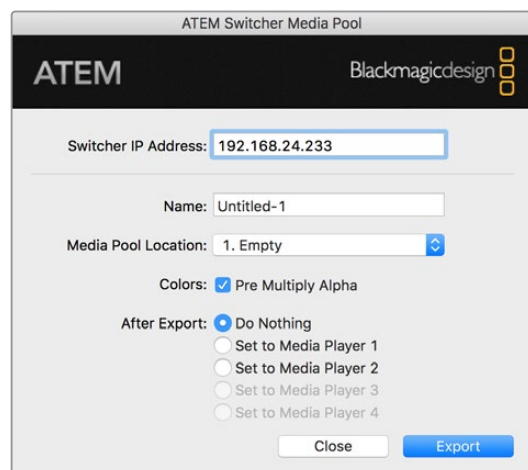 ATEM Switcher Media Pool
ATEM
Blackmagicdesign
Switcher IP Address: 192.168.24.233
Name: Untitled-1
Media Pool Location: 1. Empty
Colors: Pre Multiply Alpha
After Export: Do Nothing
Set to Media Player 1
Set to Media Player 2
Set to Media Player 3
Set to Media Player 4
Close Export